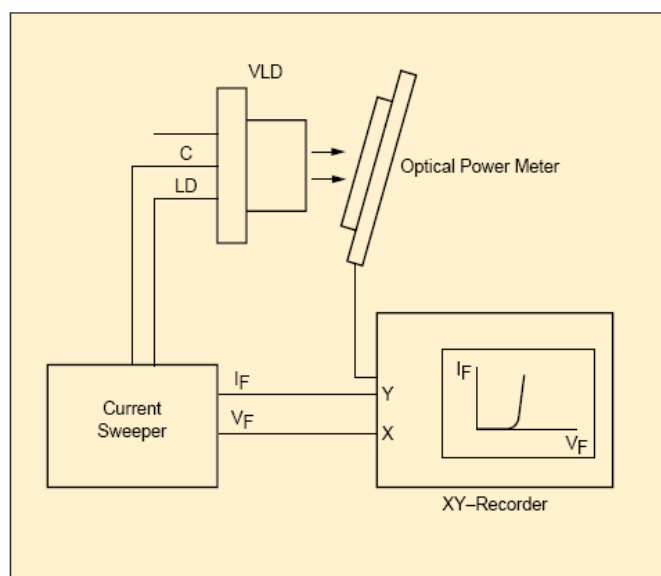 VLD
C
LD
Optical Power Meter
Current
Sweeper
IF
VF
Y
X
IF
VF
XY–Recorder